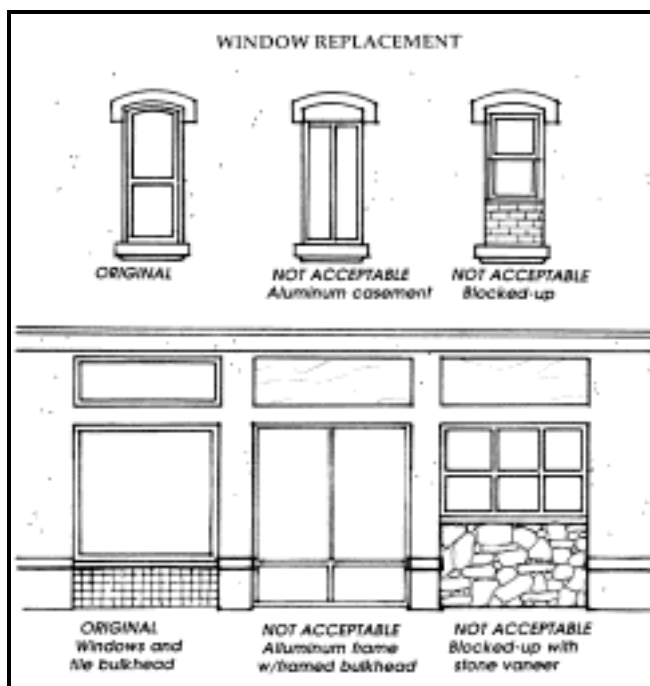 WINDOW REPLACEMENT
ORIGINAL
NOT ACCEPTABLE
Aluminum casement
NOT ACCEPTABLE
Blocked-up
ORIGINAL
Windows and
tile bulkhead
NOT ACCEPTABLE
Alluminum frame
w/framed bulkhead
NOT ACCEPTABLE
Blocked-up with
stone vaneer